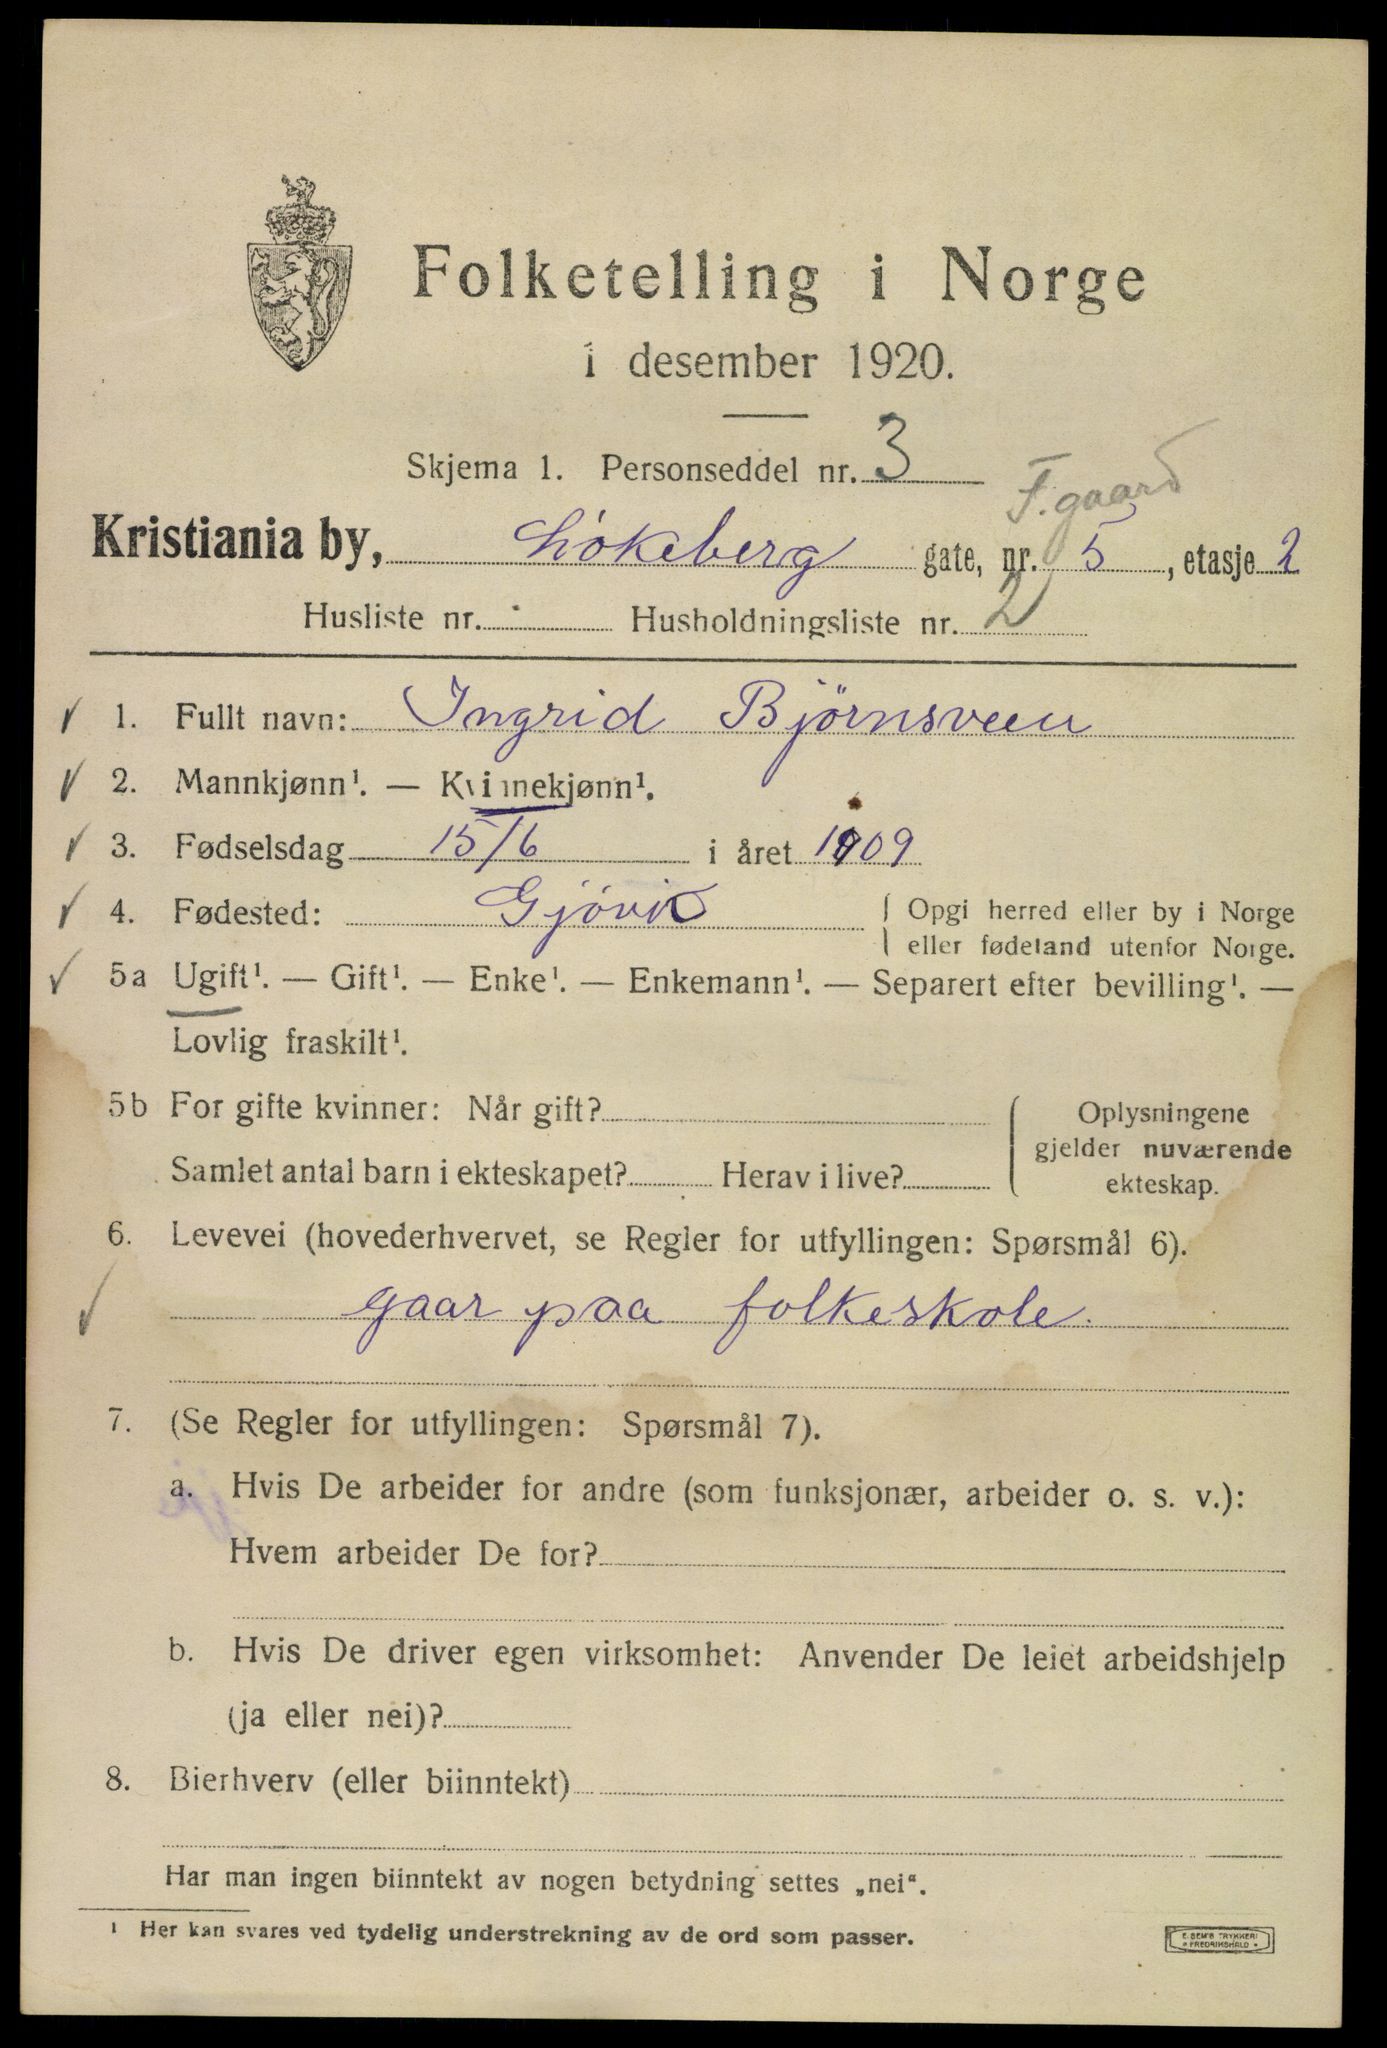 Folketelling i Norge
i desember 1920.
Skjema 1. Personseddel nr. 3
F.gaard
Kristiania by, Løkeberg gate, nr. 5, etasje 2
Husliste nr. Husholdningsliste nr. 2
1. Fullt navn: Ingrid Bjørnsveen
2. Mannkjønn¹. — Kvinnekjønn¹.
3. Fødselsdag 15/6 i året 1909
4. Fødested: Gjövik { Opgi herred eller by i Norge
eller fødeland utenfor Norge.
5a Ugift¹. — Gift¹. — Enke¹. — Enkemann¹. — Separert efter bevilling¹. —
Lovlig fraskilt¹.
5b For gifte kvinner: Når gift? { Oplysningene
gjelder nuværende
Samlet antal barn i ekteskapet? Herav i live? ekteskap.
6. Levevei (hovederhvervet, se Regler for utfyllingen: Spørsmål 6).
gaar paa folkeskole.
7. (Se Regler for utfyllingen: Spørsmål 7).
a. Hvis De arbeider for andre (som funksjonær, arbeider o. s. v.):
Hvem arbeider De for?
b. Hvis De driver egen virksomhet: Anvender De leiet arbeidshjelp
(ja eller nei)?
8. Bierhverv (eller biinntekt)
Har man ingen biinntekt av nogen betydning settes „nei“.
¹ Her kan svares ved tydelig understrekning av de ord som passer.
E. SEM'S TRYKKERI
FREDRIKSHALD